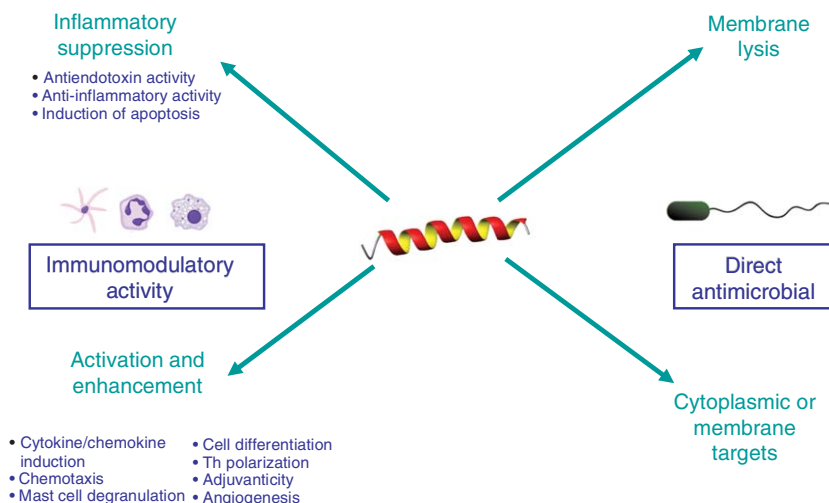 Inflammatory
suppression
• Antiendotoxin activity
• Anti-inflammatory activity
• Induction of apoptosis
Membrane
lysis
Immunomodulatory
activity
Direct
antimicrobial
Activation and
enhancement
• Cytokine/chemokine
induction
• Chemotaxis
• Mast cell degranulation
• Cell differentiation
• Th polarization
• Adjuvanticity
• Angiogenesis
Cytoplasmic or
membrane
targets